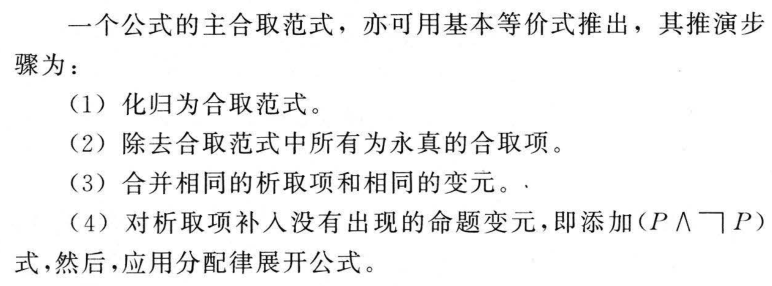 一个公式的主合取范式，亦可用基本等价式推出，其推演步
骤为：
（1）化归为合取范式。
（2）除去合取范式中所有为永真的合取项。
（3）合并相同的析取项和相同的变元。
（4）对析取项补入没有出现的命题变元，即添加(P∧￢P)
式，然后，应用分配律展开公式。